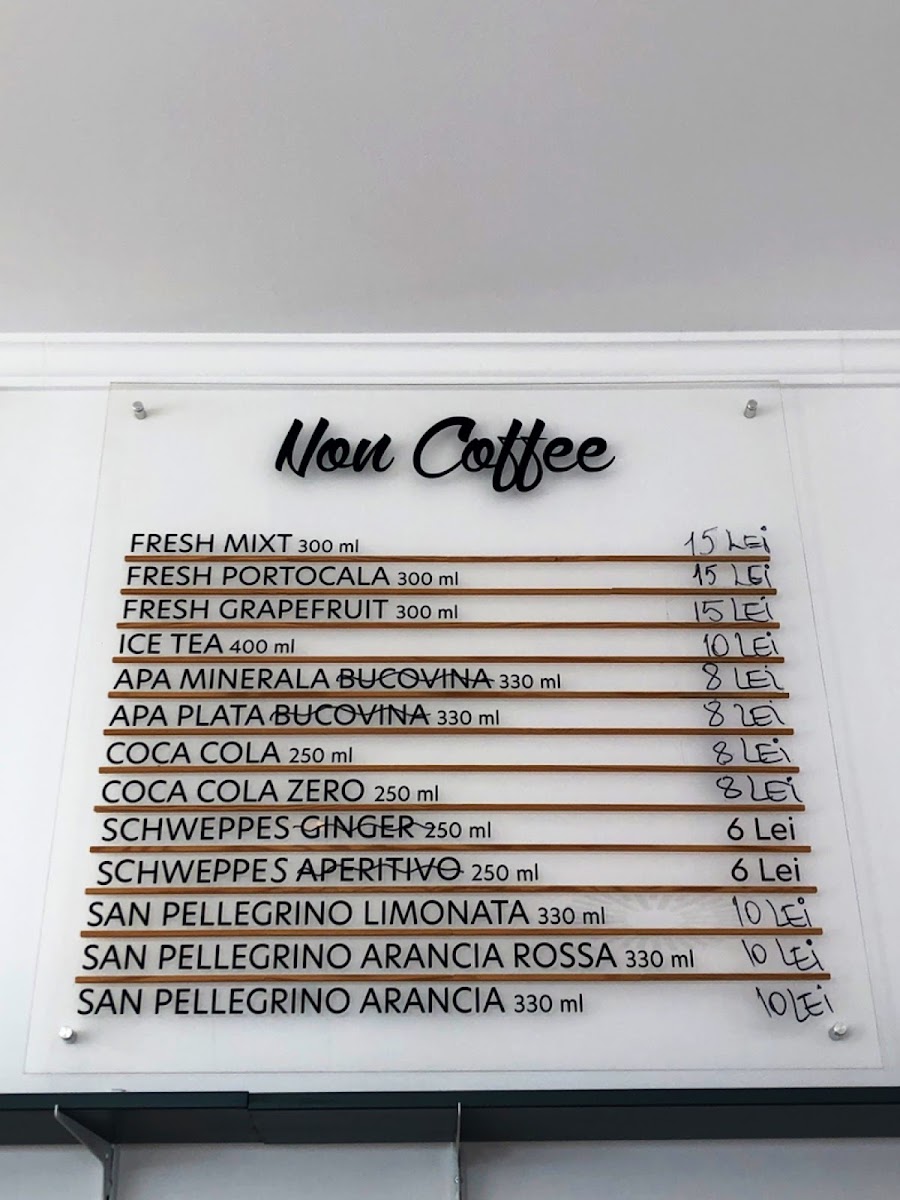 Non Coffee
FRESH MIXT 300 ml 15 LEi
FRESH PORTOCALA 300 ml 15 LEi
FRESH GRAPEFRUIT 300 ml 15 LEi
ICE TEA 400 ml 10 LEi
APA MINERALA BUCOVINA 330 ml 8 LEi
APA PLATA BUCOVINA 330 ml 8 LEi
COCA COLA 250 ml 8 LEi
COCA COLA ZERO 250 ml 8 LEi
SCHWEPPES GINGER 250 ml 6 Lei
SCHWEPPES APERITIVO 250 ml 6 Lei
SAN PELLEGRINO LIMONATA 330 ml 10 LEi
SAN PELLEGRINO ARANCIA ROSSA 330 ml 10 LEi
SAN PELLEGRINO ARANCIA 330 ml 10 LEi